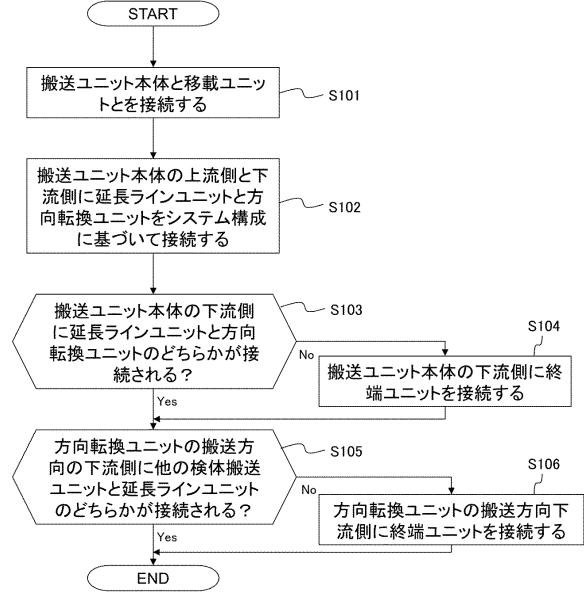 START
搬送ユニット本体と移載ユニッ
トとを接続する
S101
搬送ユニット本体の上流側と下
流側に延長ラインユニットと方
向転換ユニットをシステム構成
に基づいて接続する
S102
搬送ユニット本体の下流側
に延長ラインユニットと方向
転換ユニットのどちらかが接
続される？
S103
No
Yes
S104
搬送ユニット本体の下流側に終
端ユニットを接続する
方向転換ユニットの搬送方
向の下流側に他の検体搬送
ユニットと延長ラインユニット
のどちらかが接続される？
S105
No
Yes
S106
方向転換ユニットの搬送方向下
流側に終端ユニットを接続する
END